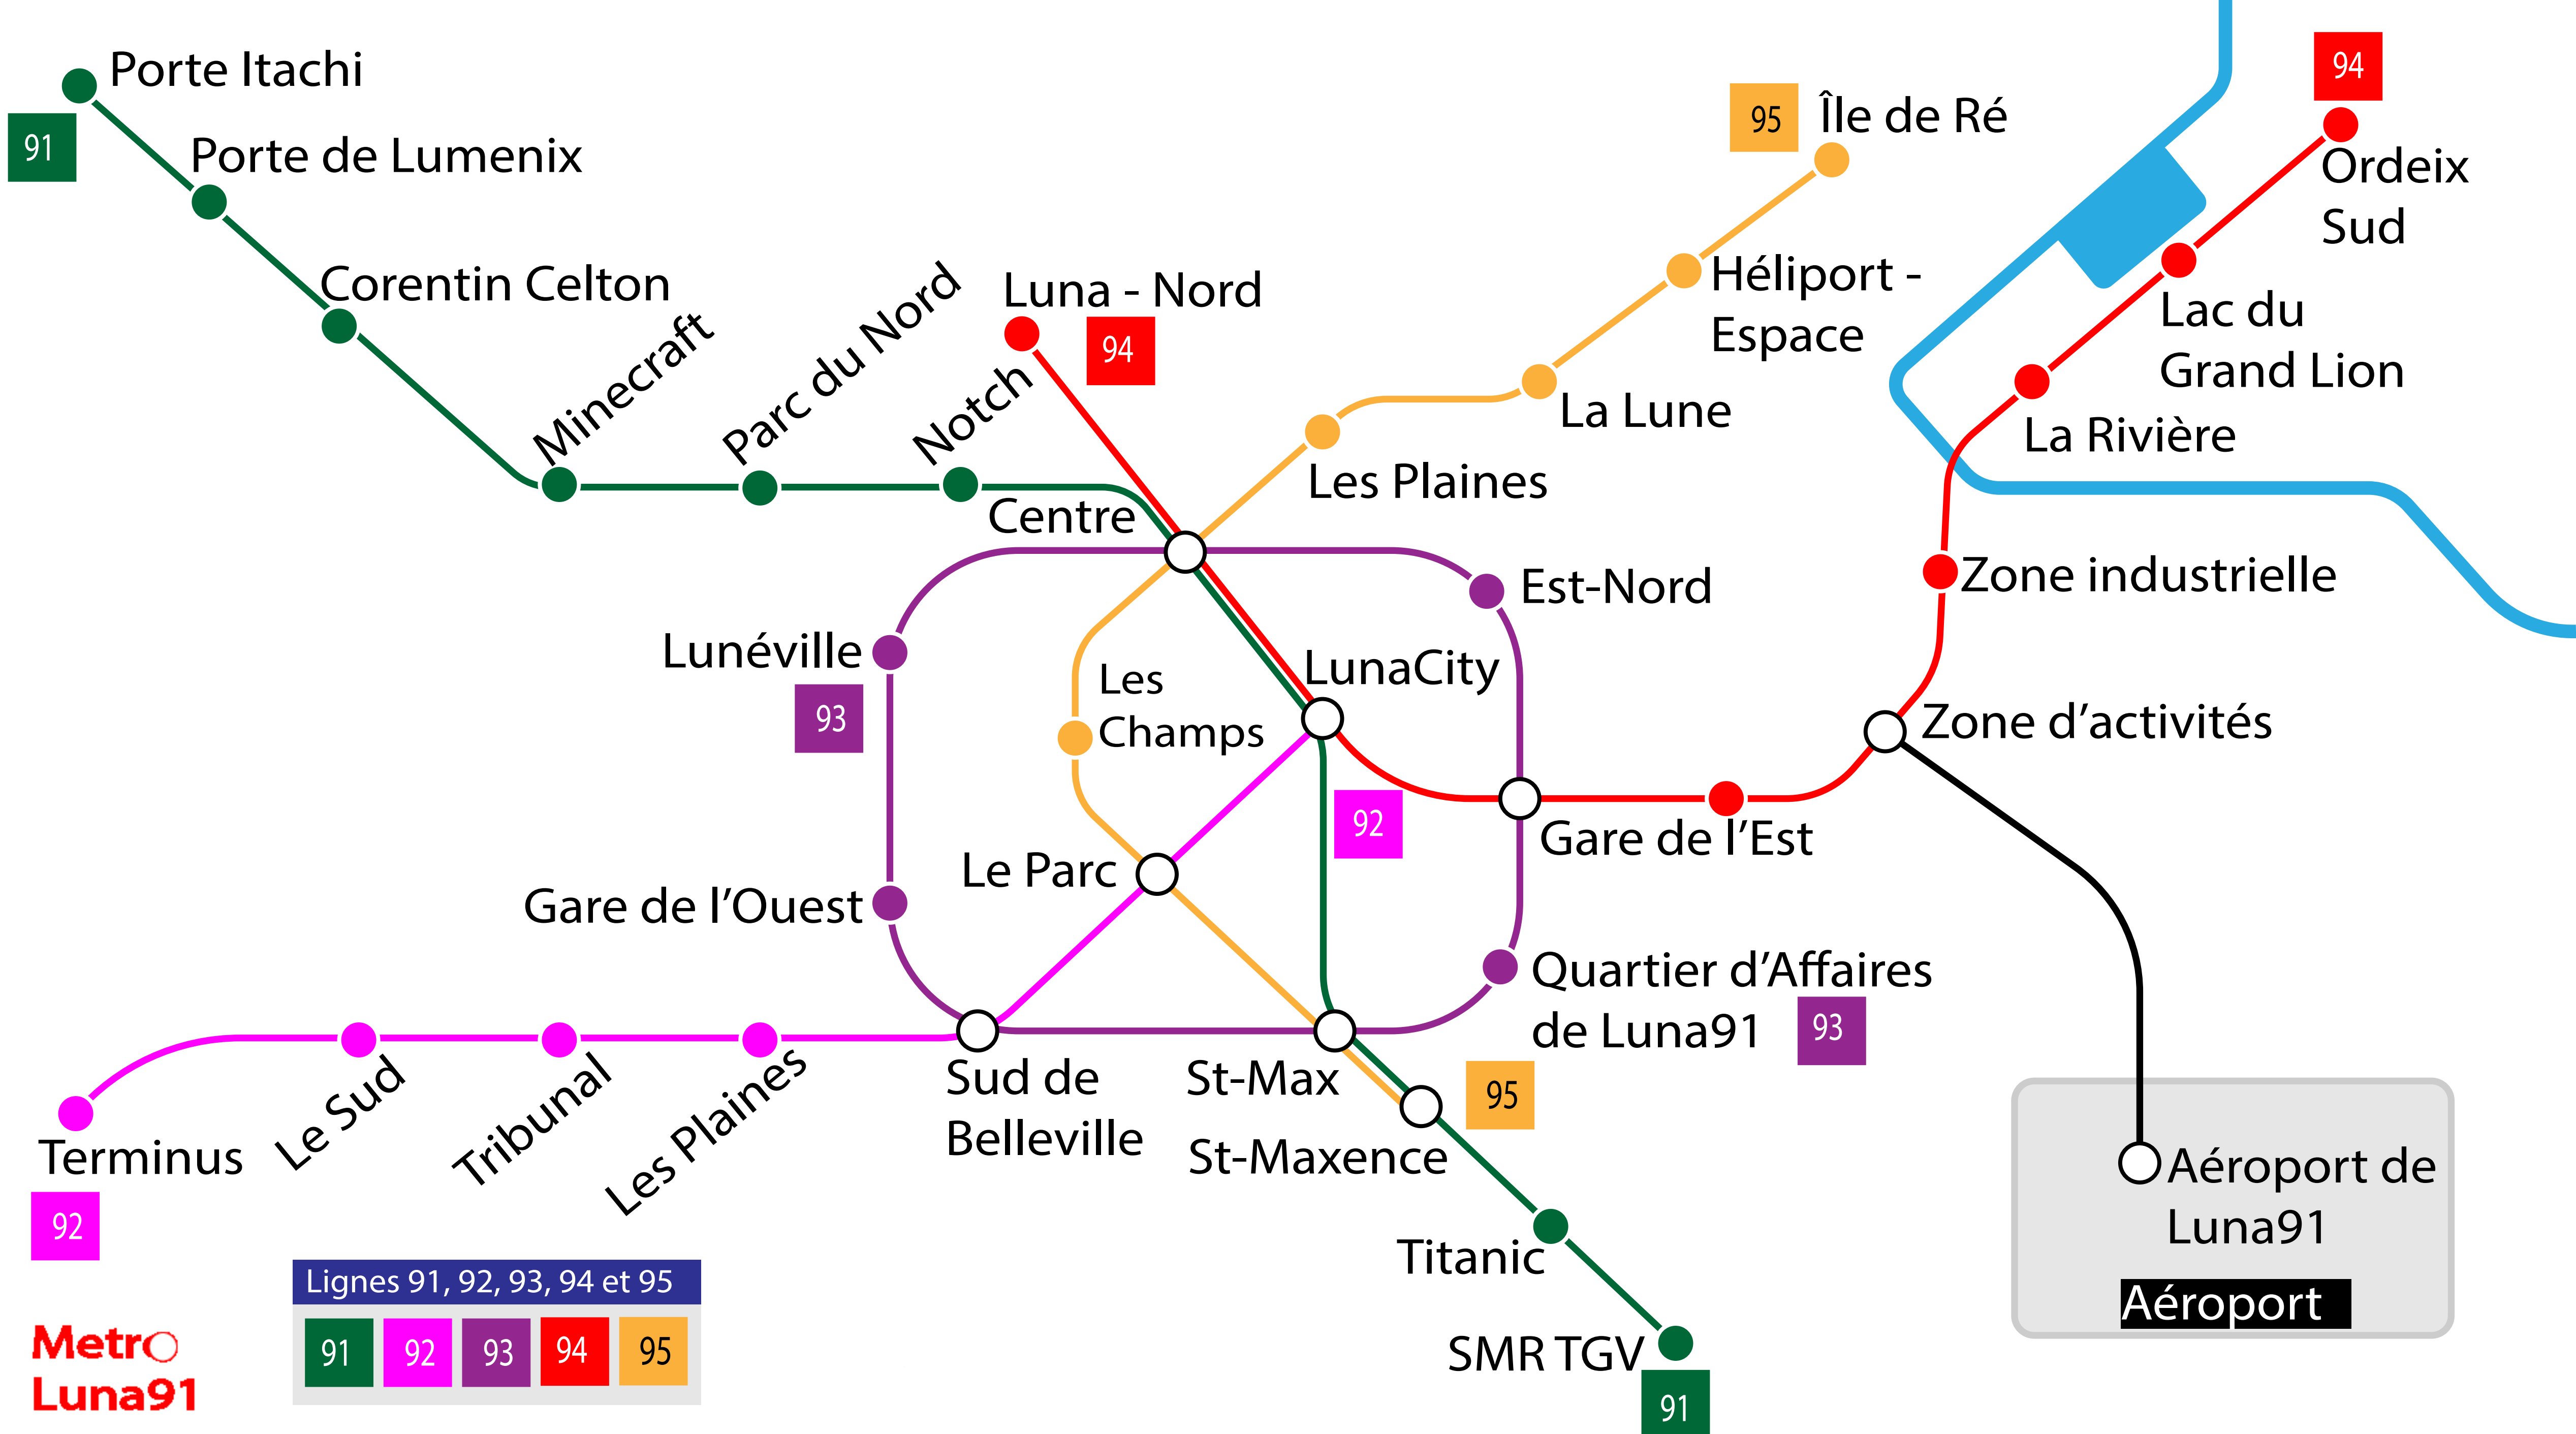 Porte Itachi
91
Porte de Lumenix
Corentin Celton
Minecraft
Parc du Nord
Notch
Luna - Nord
94
95
Île de Ré
Héliport -
Espace
La Lune
Les Plaines
94
Ordeix
Sud
Lac du
Grand Lion
La Rivière
Zone industrielle
Zone d’activités
Centre
Est-Nord
Lunéville
93
Les
Champs
LunaCity
92
Gare de l’Est
Le Parc
Gare de l’Ouest
Quartier d’Affaires
de Luna91
93
Sud de
Belleville
St-Max
95
St-Maxence
Terminus
92
Le Sud
Tribunal
Les Plaines
Titanic
SMR TGV
91
Aéroport de
Luna91
Aéroport
Lignes 91, 92, 93, 94 et 95
91 92 93 94 95
Metro
Luna91